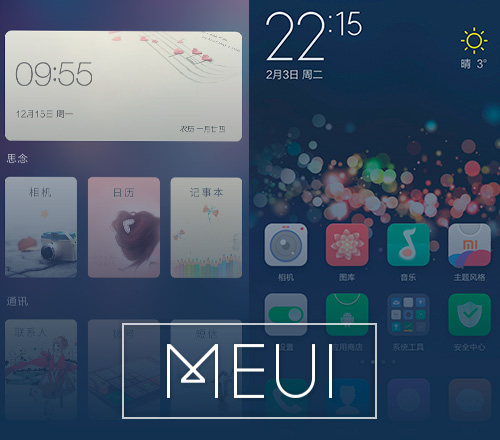 09:55
12月15日 周一
农历 一月廿四
思念
相机
日历
记事本
通讯
联系人
短信
22:15
2月3日 周二
晴 3°
相机
图库
音乐
主题风格
设置
应用商店
系统工具
安全中心
MEUI